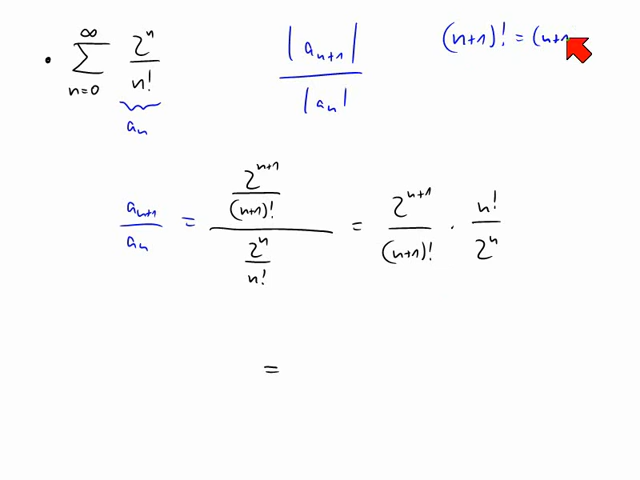 • ∑_{n=0}^{∞} 2^n/n!   |a_{n+1}|/|a_n|   (n+1)! = (n+1
a_n
a_{n+1}/a_n = (2^{n+1}/(n+1)!)/(2^n/n!) = 2^{n+1}/(n+1)! · n!/2^n
=